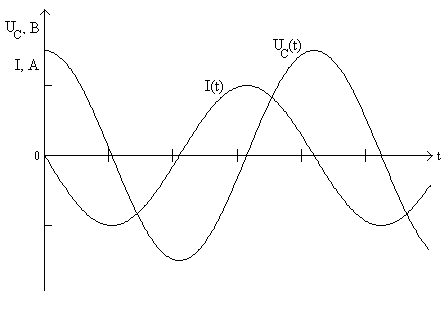 U_C, B
I, A
U_C(t)
I(t)
0
t